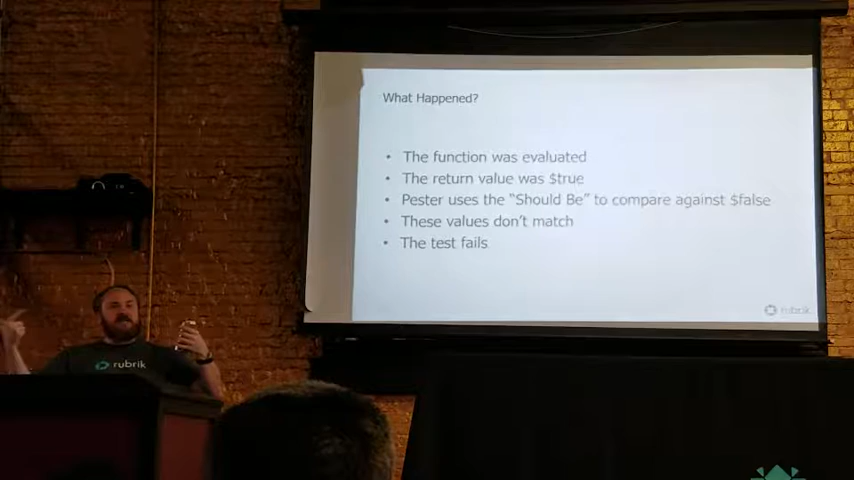 What Happened?
• The function was evaluated
• The return value was $true
• Pester uses the “Should Be” to compare against $false
• These values don’t match
• The test fails
rubrik
rubrik